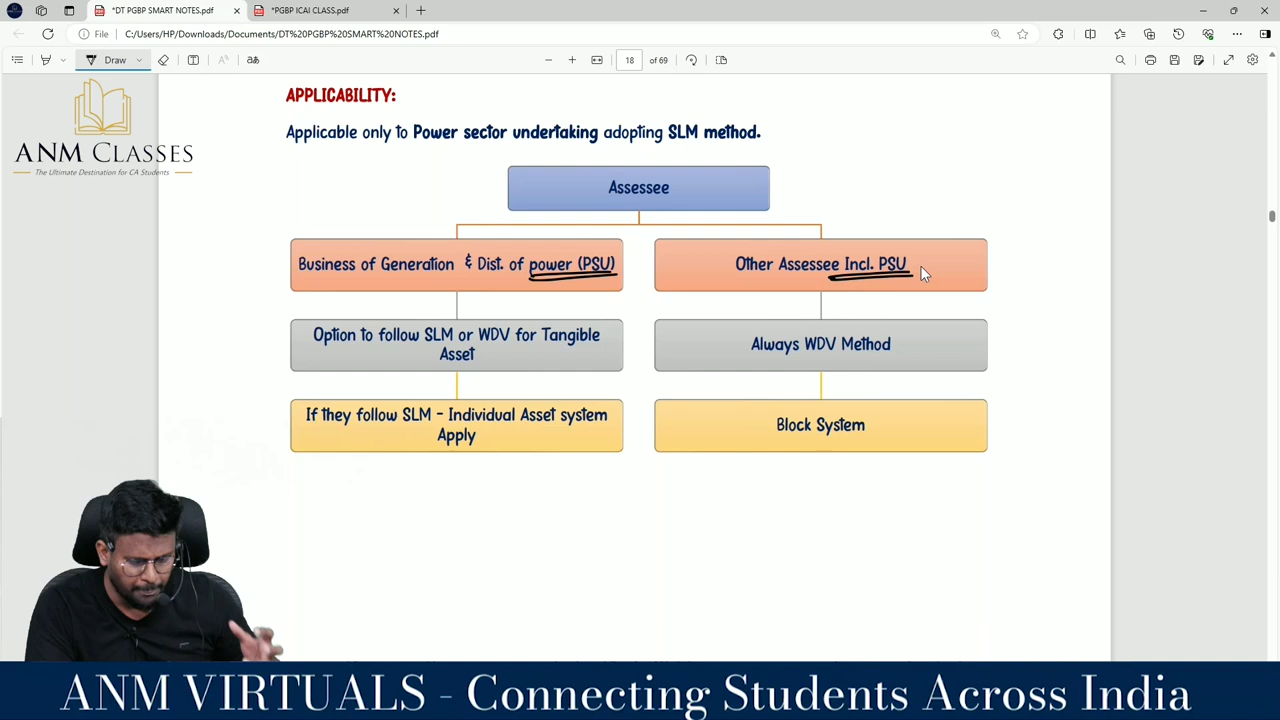 *DT PGBP SMART NOTES.pdf
*PGBP ICAI CLASS.pdf
File
C:/Users/HP/Downloads/Documents/DT%20PGBP%20SMART%20NOTES.pdf
Draw
18 of 69
ANM CLASSES
The Ultimate Destination for CA Students
APPLICABILITY:
Applicable only to Power sector undertaking adopting SLM method.
Assessee
Business of Generation & Dist. of power (PSU)
Other Assessee Incl. PSU
Option to follow SLM or WDV for Tangible
Asset
Always WDV Method
If they follow SLM - Individual Asset system
Apply
Block System
ANM VIRTUALS - Connecting Students Across India